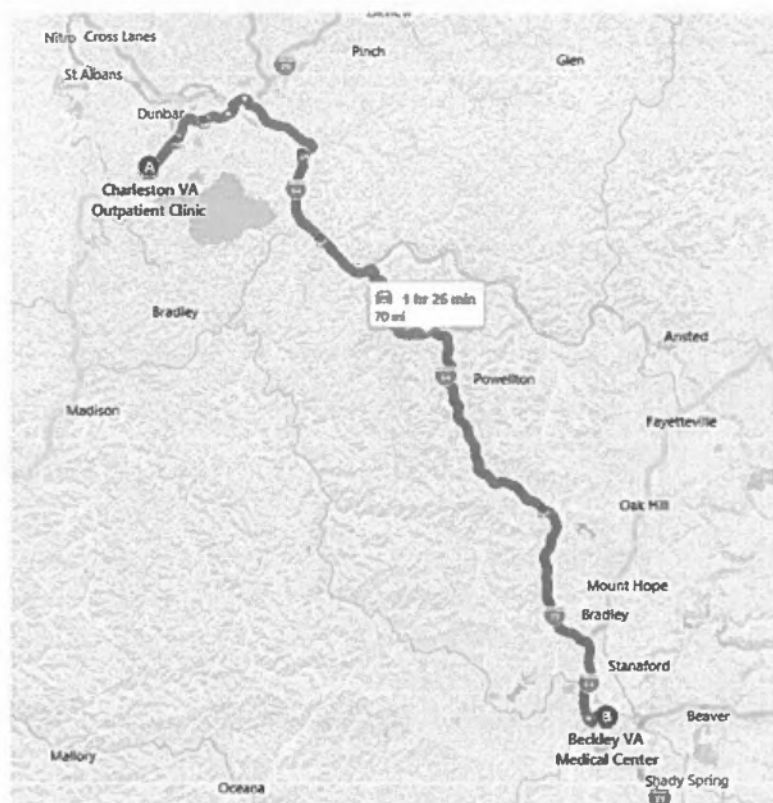 Nitro
Cross Lanes
Pinch
Glen
St Albans
Dunbar
A
Charleston VA
Outpatient Clinic
1 hr 26 min
70 mi
Bradley
Ansted
Powellton
Madison
Fayetteville
Oak Hill
Mount Hope
Bradley
Stanaford
B
Beckley VA
Medical Center
Beaver
Mallory
Oceana
Shady Spring